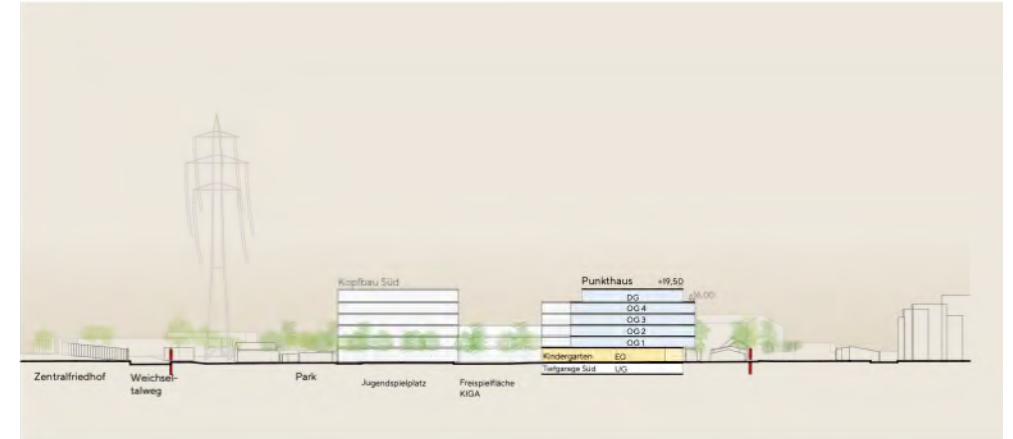 Kopfbau Süd
Punkthaus +19,50
DG +16,00
OG 4
OG 3
OG 2
OG 1
Kindergarten EG
Tiefgarage Süd UG
Zentralfriedhof
Weichsel-
talweg
Park
Jugendspielplatz
Freispielfläche
KIGA